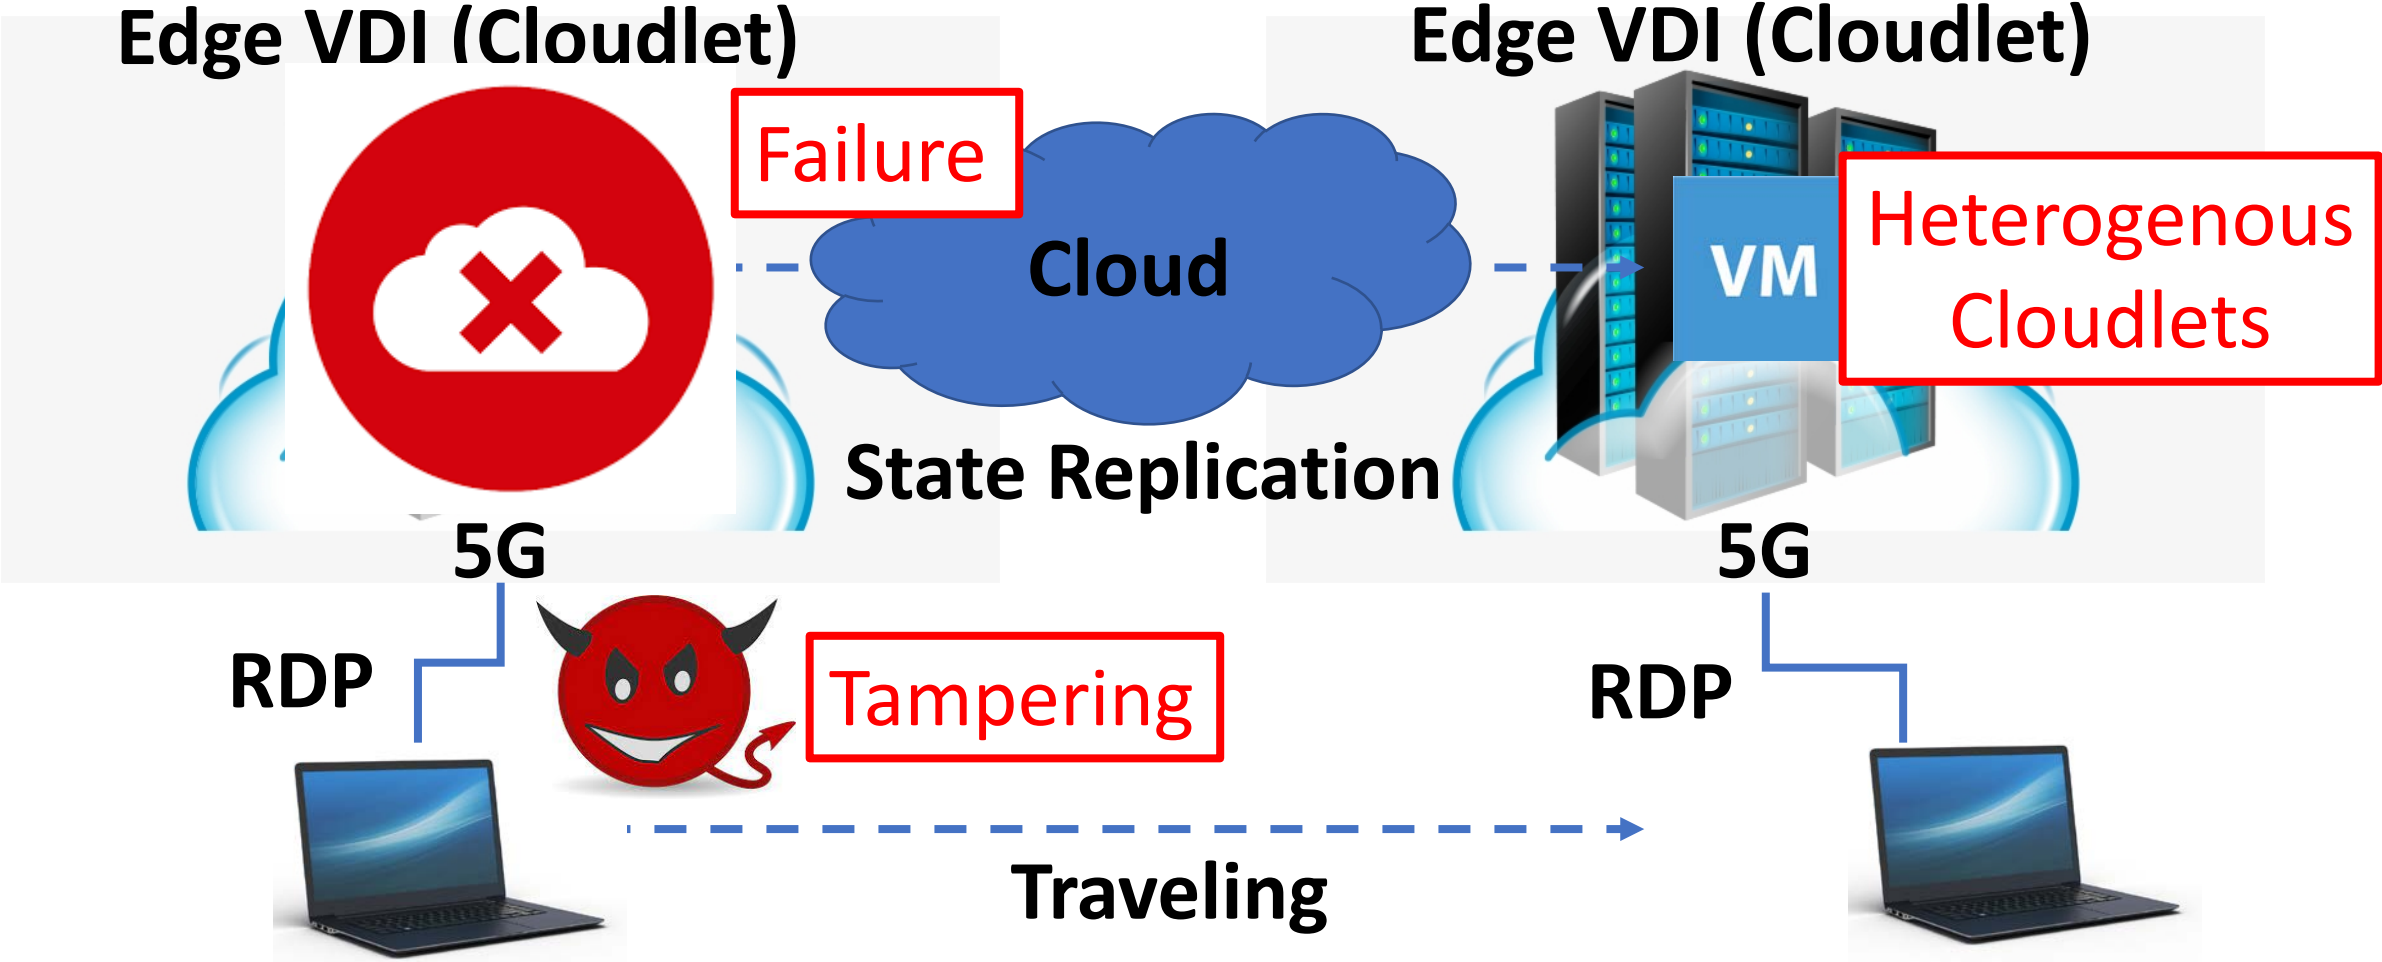 Edge VDI (Cloudlet)
Edge VDI (Cloudlet)
Failure
Cloud
VM
Heterogenous
Cloudlets
State Replication
5G
5G
RDP
Tampering
RDP
Traveling